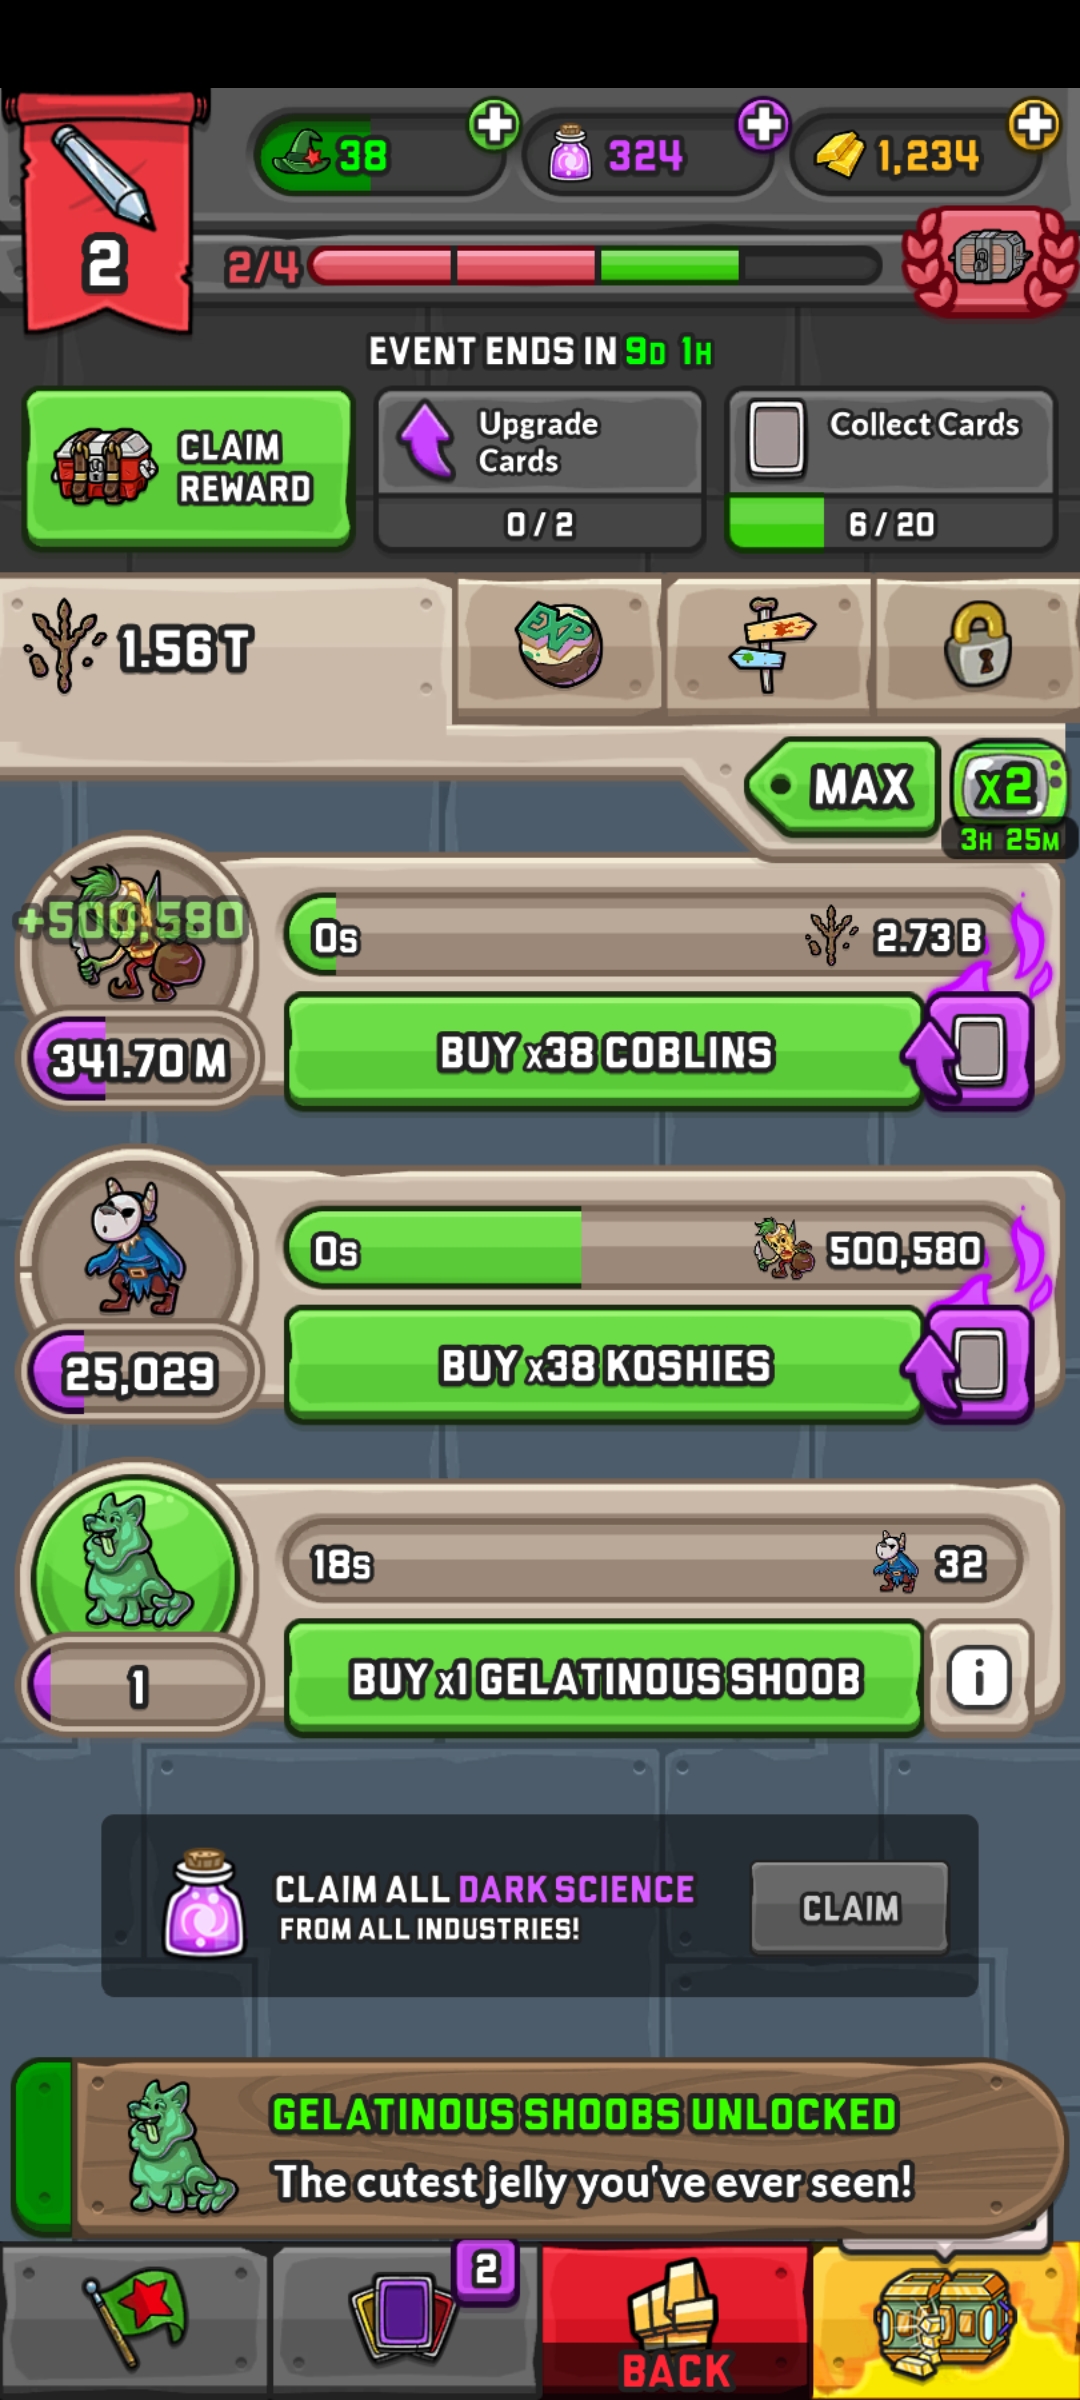 38
324
1,234
2
2/4
EVENT ENDS IN 9D 1H
CLAIM
REWARD
Upgrade
Cards
0 / 2
Collect Cards
6 / 20
1.56 T
EXP
MAX
x2
3H 25M
+500,580
0s
2.73 B
341.70 M
BUY x38 COBLINS
0s
500,580
25,029
BUY x38 KOSHIES
18s
32
1
BUY x1 GELATINOUS SHOOB
i
CLAIM ALL DARK SCIENCE
FROM ALL INDUSTRIES!
CLAIM
GELATINOUS SHOOBS UNLOCKED
The cutest jelly you've ever seen!
2
BACK